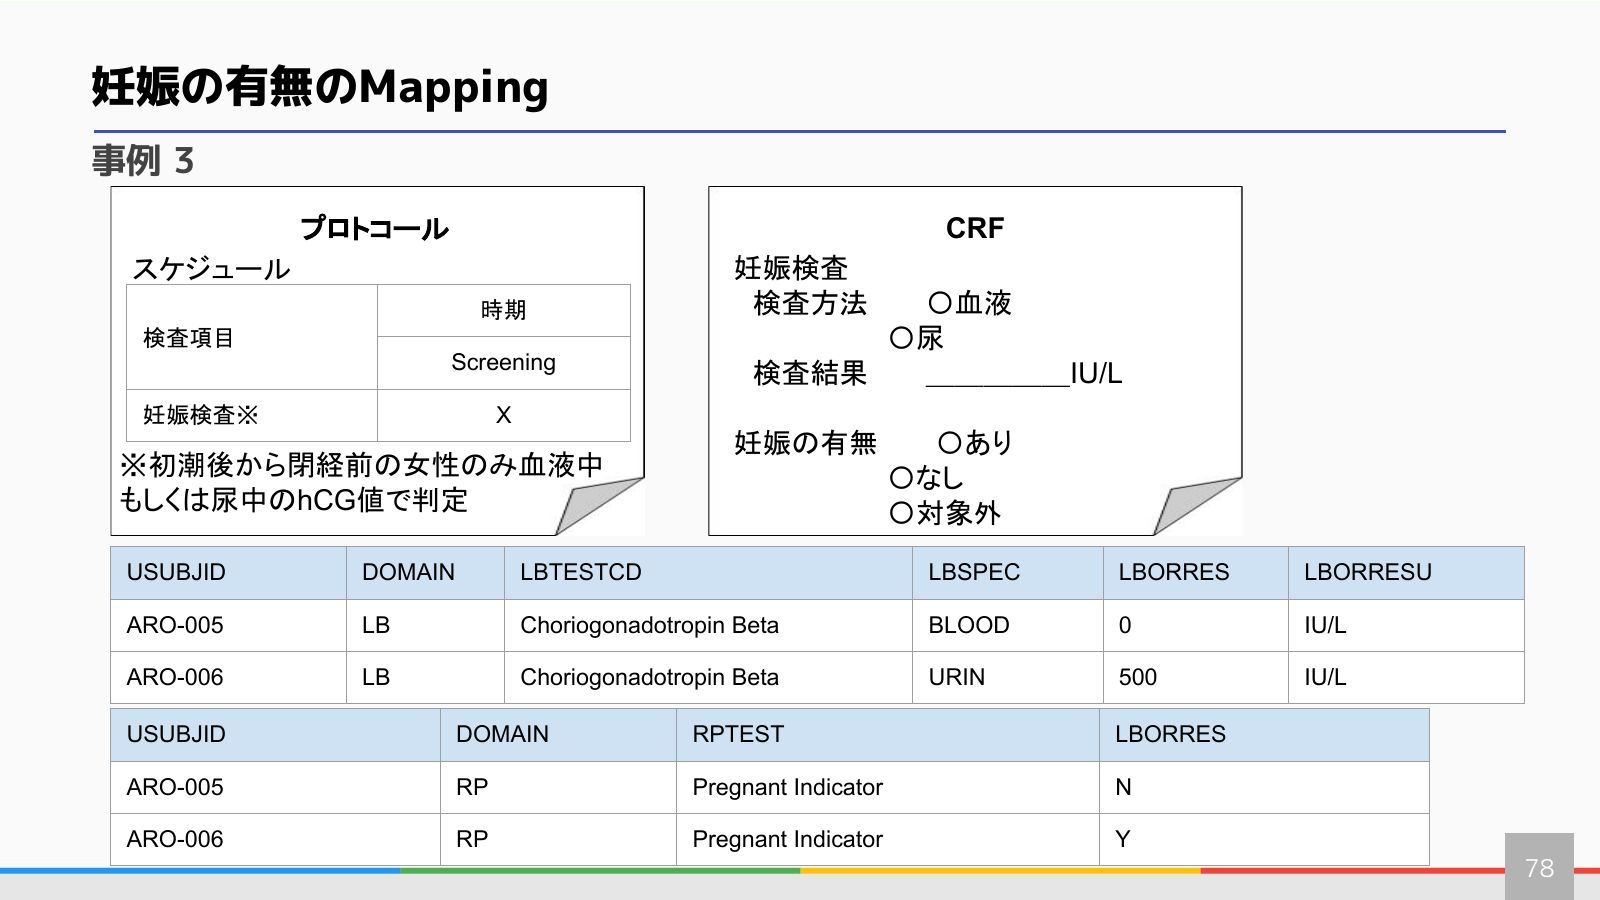 妊娠の有無のMapping
事例 3
プロトコール
スケジュール
検査項目
時期
Screening
妊娠検査※
X
※初潮後から閉経前の女性のみ血液中
もしくは尿中のhCG値で判定
CRF
妊娠検査
検査方法 〇血液
〇尿
検査結果 __________IU/L
妊娠の有無 〇あり
〇なし
〇対象外
USUBJID DOMAIN LBTESTCD LBSPEC LBORRES LBORRESU
ARO-005 LB Choriogonadotropin Beta BLOOD 0 IU/L
ARO-006 LB Choriogonadotropin Beta URIN 500 IU/L
USUBJID DOMAIN RPTEST LBORRES
ARO-005 RP Pregnant Indicator N
ARO-006 RP Pregnant Indicator Y
78